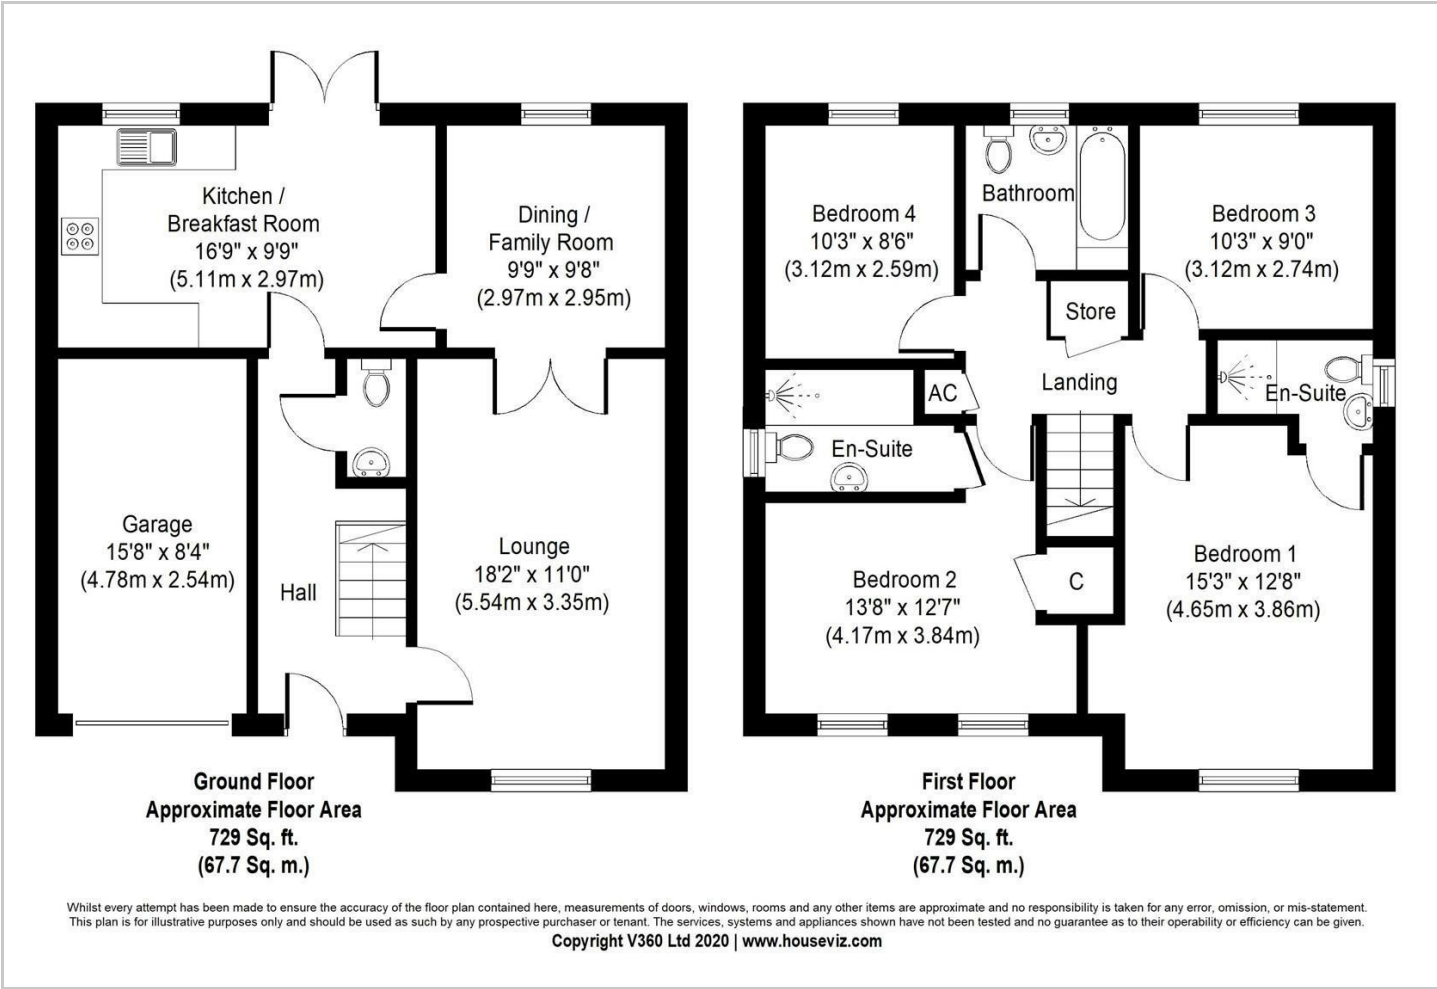 Kitchen /
Breakfast Room
16'9" x 9'9"
(5.11m x 2.97m)
Dining /
Family Room
9'9" x 9'8"
(2.97m x 2.95m)
Garage
15'8" x 8'4"
(4.78m x 2.54m)
Hall
Lounge
18'2" x 11'0"
(5.54m x 3.35m)
Ground Floor
Approximate Floor Area
729 Sq. ft.
(67.7 Sq. m.)
Bedroom 4
10'3" x 8'6"
(3.12m x 2.59m)
Bathroom
Bedroom 3
10'3" x 9'0"
(3.12m x 2.74m)
Store
AC
Landing
En-Suite
En-Suite
Bedroom 2
13'8" x 12'7"
(4.17m x 3.84m)
C
Bedroom 1
15'3" x 12'8"
(4.65m x 3.86m)
First Floor
Approximate Floor Area
729 Sq. ft.
(67.7 Sq. m.)
Whilst every attempt has been made to ensure the accuracy of the floor plan contained here, measurements of doors, windows, rooms and any other items are approximate and no responsibility is taken for any error, omission, or mis-statement.
This plan is for illustrative purposes only and should be used as such by any prospective purchaser or tenant. The services, systems and appliances shown have not been tested and no guarantee as to their operability or efficiency can be given.
Copyright V360 Ltd 2020 | www.houseviz.com